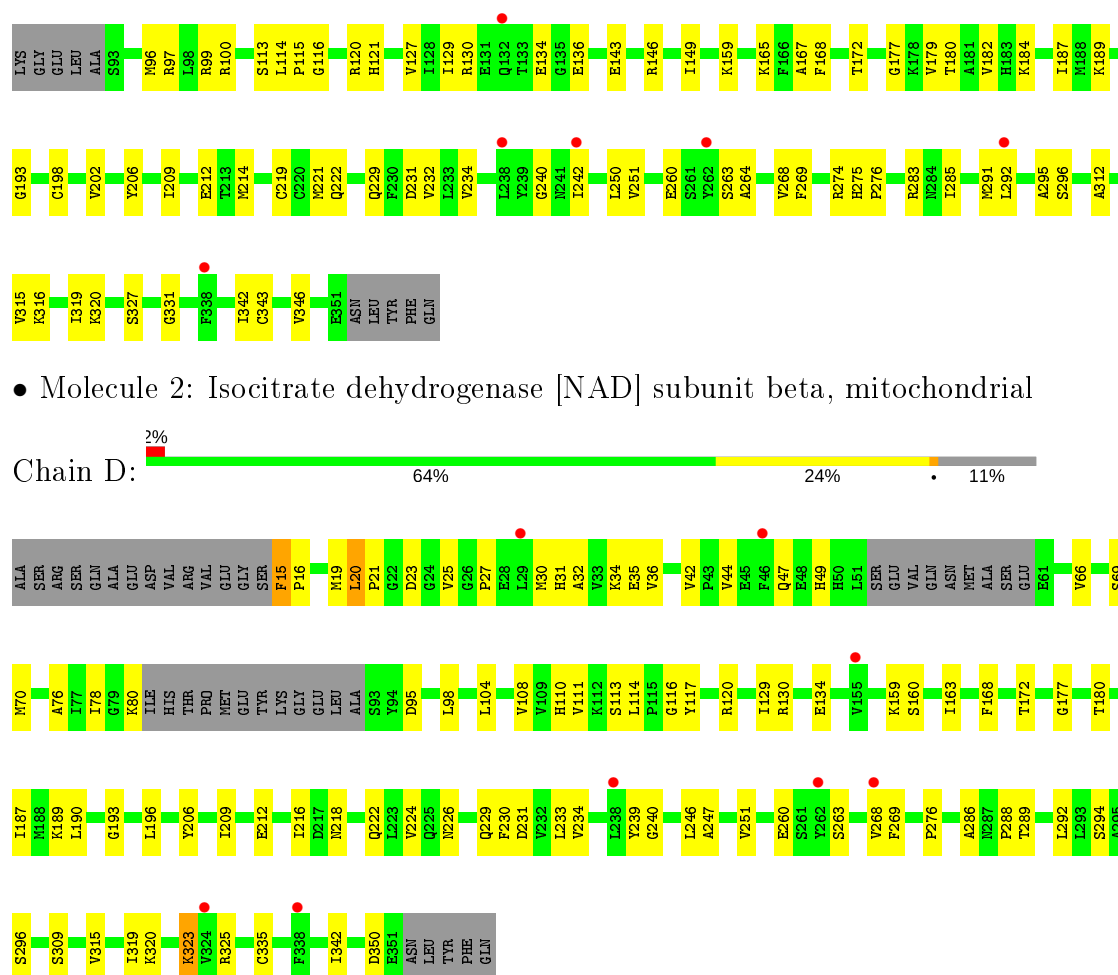 LYS GLY GLU LEU ALA S93 M96 R97 L98 R99 R100 S113 L114 P115 G116 R120 H121 V127 I128 I129 R130 E131 Q132 T133 E134 G135 E136 E143 R146 I149 K159 K165 F166 A167 F168 T172 G177 K178 V179 T180 A181 V182 H183 K184 I187 M188 K189
G193 C198 V202 Y206 I209 E212 T213 M214 C219 C220 M221 Q222 Q229 F230 D231 V232 L233 V234 L238 Y239 G240 N241 I242 L250 V251 E260 S261 Y262 S263 A264 V268 F269 R274 H275 P276 R283 N284 I285 M291 L292 A295 S296 A312
V315 K316 I319 K320 S327 G331 F338 I342 C343 V346 E351 ASN LEU TYR PHE GLN
• Molecule 2: Isocitrate dehydrogenase [NAD] subunit beta, mitochondrial
2%
Chain D:
64% 24% • 11%
ALA SER ARG SER GLN ALA GLU ASP VAL ARG VAL GLU GLY SER F15 P16 M19 L20 P21 G22 D23 G24 V25 G26 P27 E28 L29 M30 H31 A32 V33 K34 E35 V36 V42 P43 V44 E45 F46 Q47 E48 H49 H50 L51 SER GLU VAL GLN ASN MET ALA SER GLU E61 V66 S69
M70 A76 I77 I78 G79 K80 ILE HIS THR PRO MET GLU TYR LYS GLY GLU LEU ALA S93 Y94 D95 L98 L104 V108 V109 H110 V111 K112 S113 L114 P115 G116 Y117 R120 I129 R130 E134 V155 K159 S160 I163 F168 T172 G177 T180
I187 M188 K189 L190 G193 L196 Y206 I209 E212 I216 D217 N218 Q222 L223 V224 Q225 N226 Q229 F230 D231 V232 L233 V234 L238 Y239 G240 L246 A247 V251 E260 S261 Y262 S263 V268 F269 P276 A286 N287 P288 T289 L292 L293 S294 A295
S296 S309 V315 I319 K320 K323 V324 R325 C335 F338 I342 D350 E351 ASN LEU TYR PHE GLN